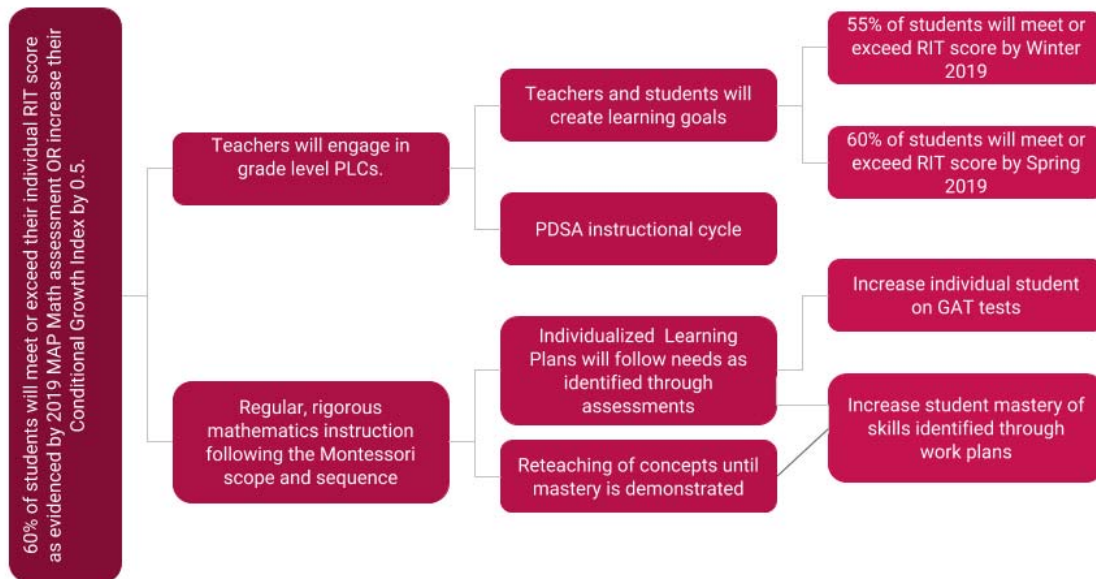 60% of students will meet or exceed their individual RIT score
as evidenced by 2019 MAP Math assessment OR increase their
Conditional Growth Index by 0.5.
Teachers will engage in
grade level PLCs.
Regular, rigorous
mathematics instruction
following the Montessori
scope and sequence
Teachers and students will
create learning goals
PDSA instructional cycle
Individualized Learning
Plans will follow needs as
identified through
assessments
Reteaching of concepts until
mastery is demonstrated
55% of students will meet or
exceed RIT score by Winter
2019
60% of students will meet or
exceed RIT score by Spring
2019
Increase individual student
on GAT tests
Increase student mastery of
skills identified through
work plans